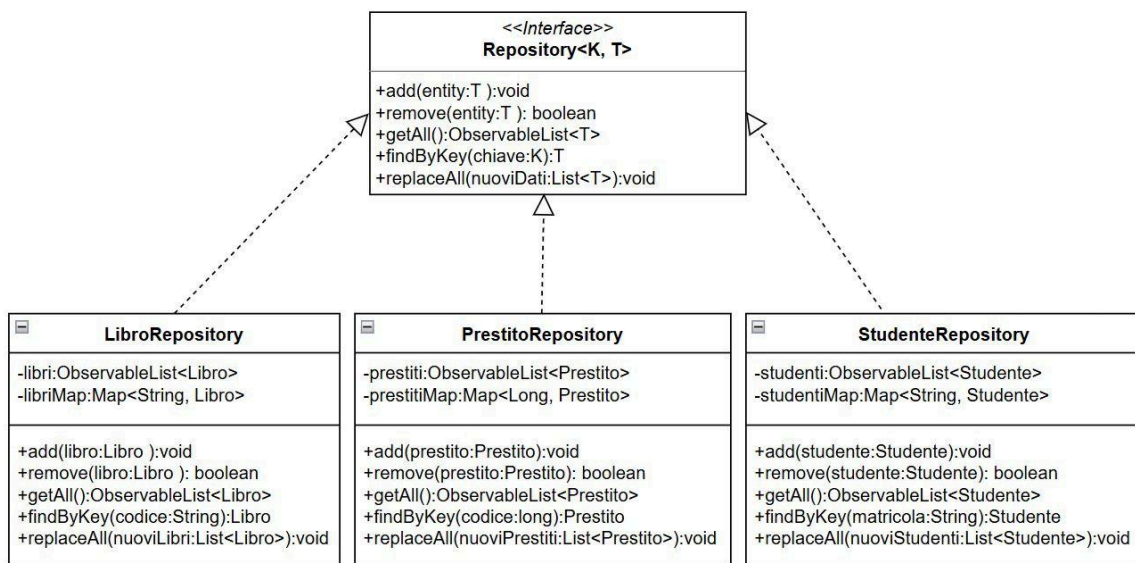 <<Interface>>
Repository<K, T>
+add(entity:T ):void
+remove(entity:T ): boolean
+getAll():ObservableList<T>
+findByKey(chiave:K):T
+replaceAll(nuoviDati:List<T>):void
LibroRepository
-libri:ObservableList<Libro>
-libriMap:Map<String, Libro>
+add(libro:Libro ):void
+remove(libro:Libro ): boolean
+getAll():ObservableList<Libro>
+findByKey(codice:String):Libro
+replaceAll(nuoviLibri:List<Libro>):void
PrestitoRepository
-prestiti:ObservableList<Prestito>
-prestitiMap:Map<Long, Prestito>
+add(prestito:Prestito):void
+remove(prestito:Prestito): boolean
+getAll():ObservableList<Prestito>
+findByKey(codice:long):Prestito
+replaceAll(nuoviPrestiti:List<Prestito>):void
StudenteRepository
-studenti:ObservableList<Studente>
-studentiMap:Map<String, Studente>
+add(studente:Studente):void
+remove(studente:Studente): boolean
+getAll():ObservableList<Studente>
+findByKey(matricola:String):Studente
+replaceAll(nuoviStudenti:List<Studente>):void